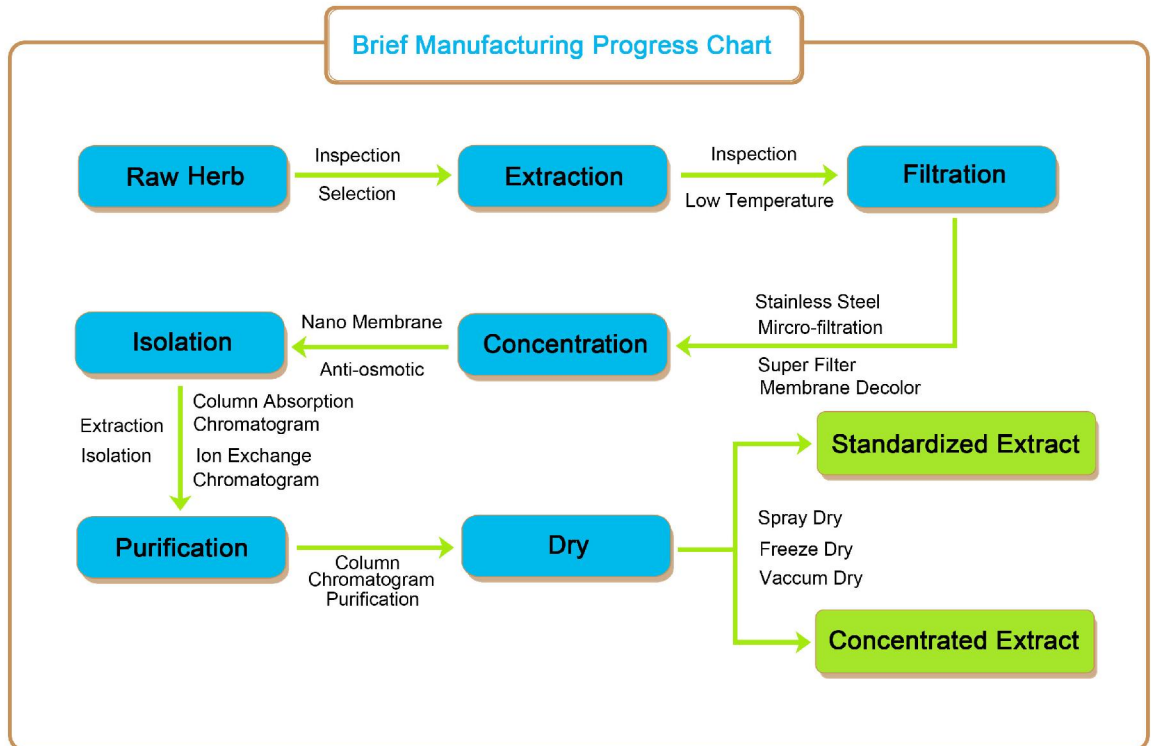 Brief Manufacturing Progress Chart
Raw Herb
Inspection
Selection
Extraction
Inspection
Low Temperature
Filtration
Stainless Steel
Mircro-filtration
Super Filter
Membrane Decolor
Concentration
Nano Membrane
Anti-osmotic
Isolation
Extraction
Isolation
Column Absorption
Chromatogram
Ion Exchange
Chromatogram
Purification
Column
Chromatogram
Purification
Dry
Spray Dry
Freeze Dry
Vaccum Dry
Standardized Extract
Concentrated Extract